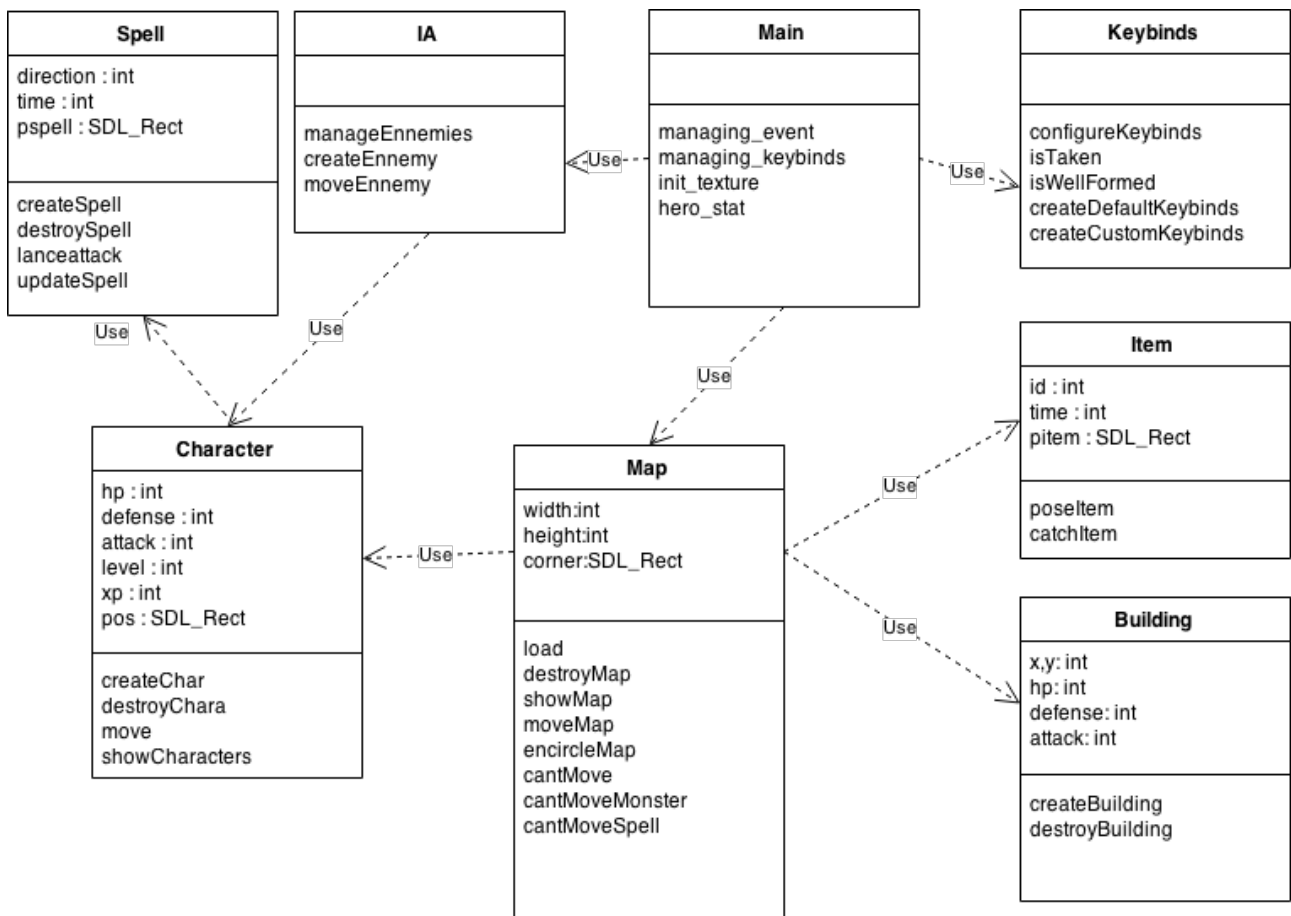 Spell
direction : int
time : int
pspell : SDL_Rect
createSpell
destroySpell
lanceattack
updateSpell
IA
manageEnnemies
createEnnemy
moveEnnemy
Main
managing_event
managing_keybinds
init_texture
hero_stat
Keybinds
configureKeybinds
isTaken
isWellFormed
createDefaultKeybinds
createCustomKeybinds
Use
Use
Use
Use
Use
Character
hp : int
defense : int
attack : int
level : int
xp : int
pos : SDL_Rect
createChar
destroyChara
move
showCharacters
Use
Map
width:int
height:int
corner:SDL_Rect
load
destroyMap
showMap
moveMap
encircleMap
cantMove
cantMoveMonster
cantMoveSpell
Use
Use
Item
id : int
time : int
pitem : SDL_Rect
poseItem
catchItem
Building
x,y: int
hp: int
defense: int
attack: int
createBuilding
destroyBuilding